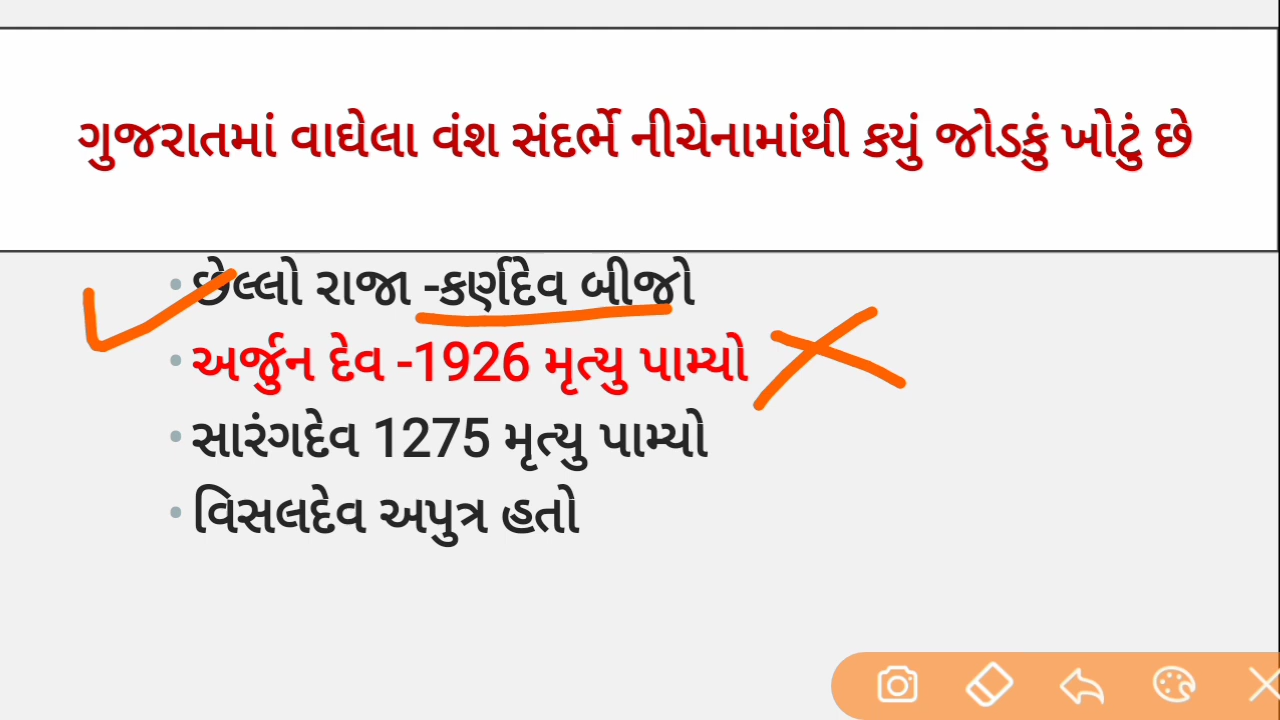 ગુજરાતમાં વાઘેલા વંશ સંદર્ભે નીચેનામાંથી કયું જોડકું ખોટું છે
• છેલ્લો રાજા -કર્ણદેવ બીજો
• અર્જુન દેવ -1926 મૃત્યુ પામ્યો
• સારંગદેવ 1275 મૃત્યુ પામ્યો
• વિસલદેવ અપુત્ર હતો